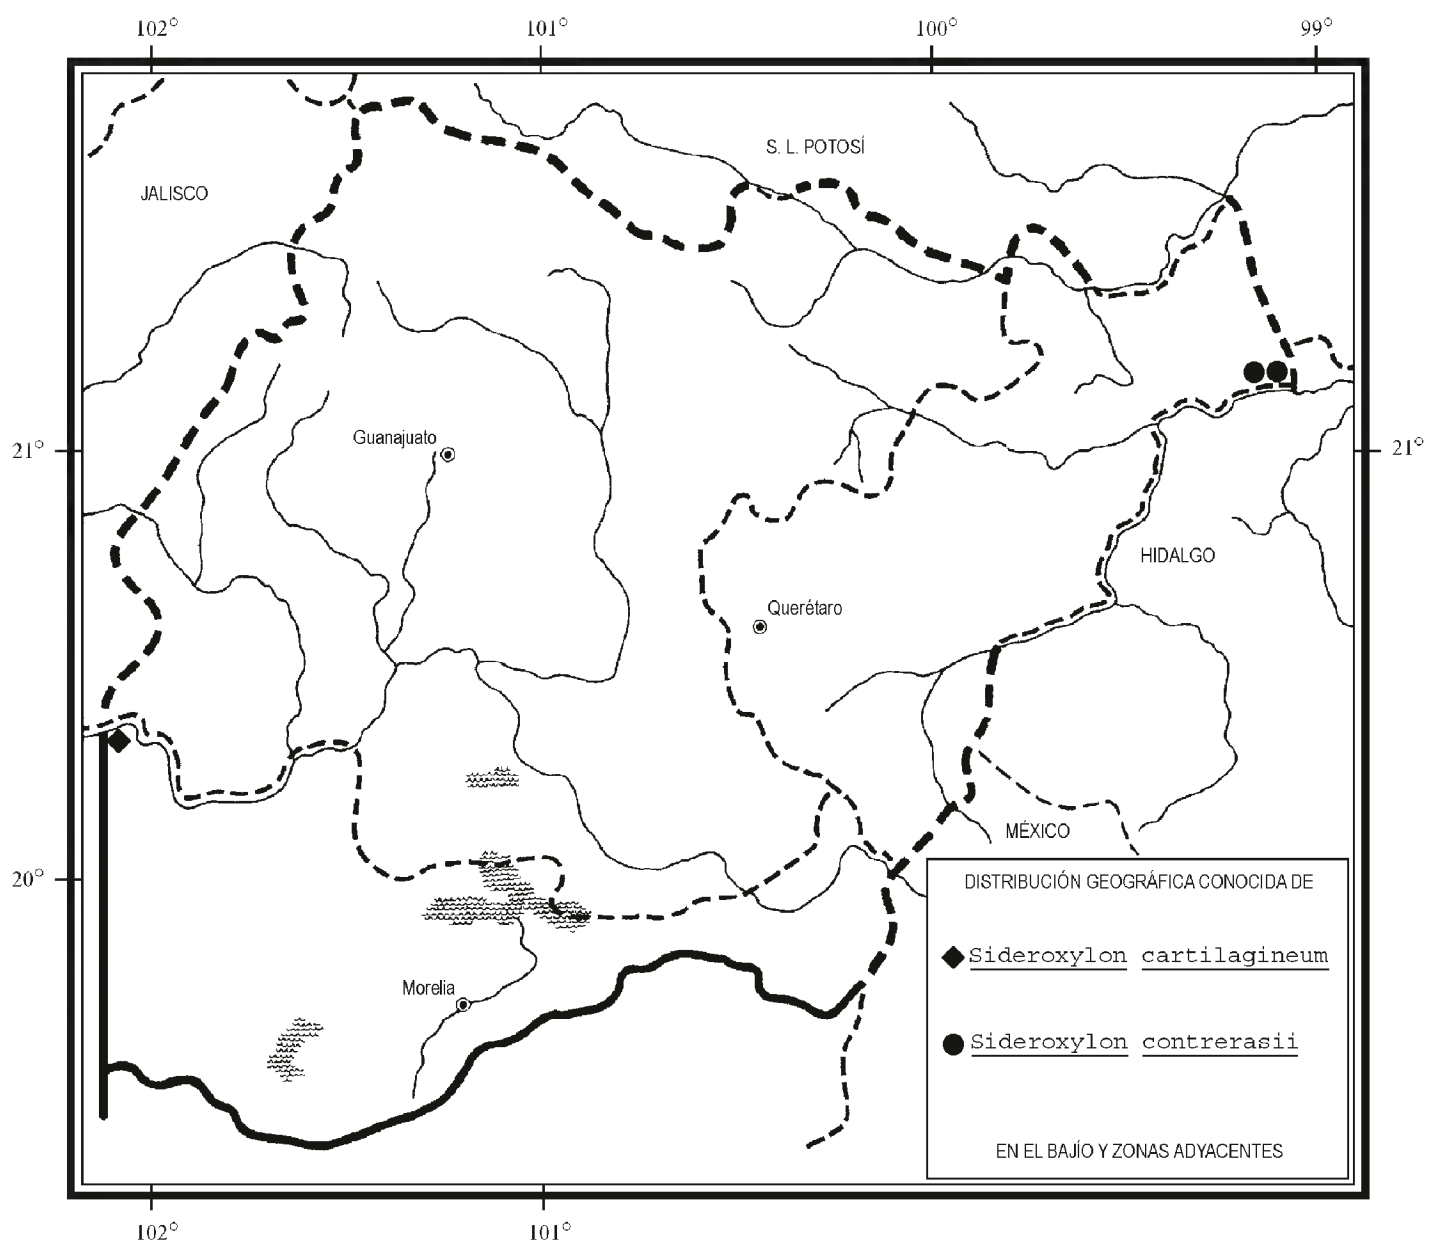 102° 101° 100° 99°
S. L. POTOSÍ
JALISCO
Guanajuato
21° 21°
HIDALGO
Querétaro
MÉXICO
20°
DISTRIBUCIÓN GEOGRÁFICA CONOCIDA DE
Sideroxylon cartilagineum
Morelia
Sideroxylon contrerasii
EN EL BAJÍO Y ZONAS ADYACENTES
102° 101°